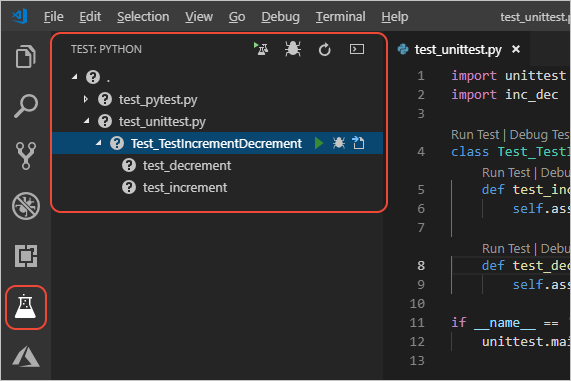 File Edit Selection View Go Debug Terminal Help test_unittest.py
TEST: PYTHON
test_unittest.py
.
test_pytest.py
test_unittest.py
Test_TestIncrementDecrement
test_decrement
test_increment
1 import unittest
2 import inc_dec
3
Run Test | Debug Test
4 class Test_TestI
Run Test | Debu
5 def test_inc
6 self.ass
7
Run Test | Debu
8 def test_dec
9 self.ass
10
11 if __name__ == '
12 unittest.mai
13